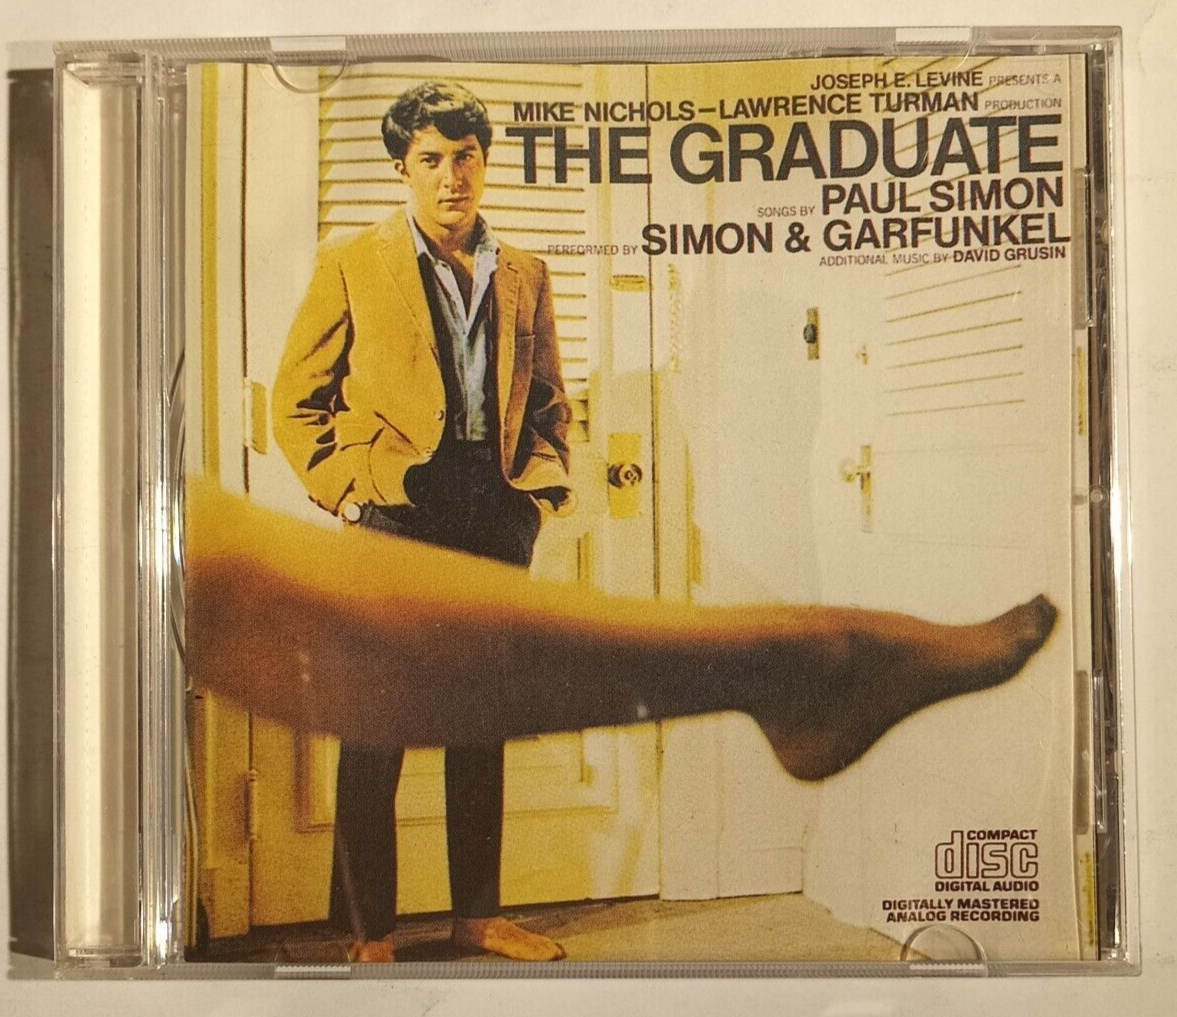 JOSEPH E. LEVINE PRESENTS A
MIKE NICHOLS–LAWRENCE TURMAN PRODUCTION
THE GRADUATE
SONGS BY PAUL SIMON
PERFORMED BY SIMON & GARFUNKEL
ADDITIONAL MUSIC BY DAVID GRUSIN
COMPACT
disc
DIGITAL AUDIO
DIGITALLY MASTERED
ANALOG RECORDING